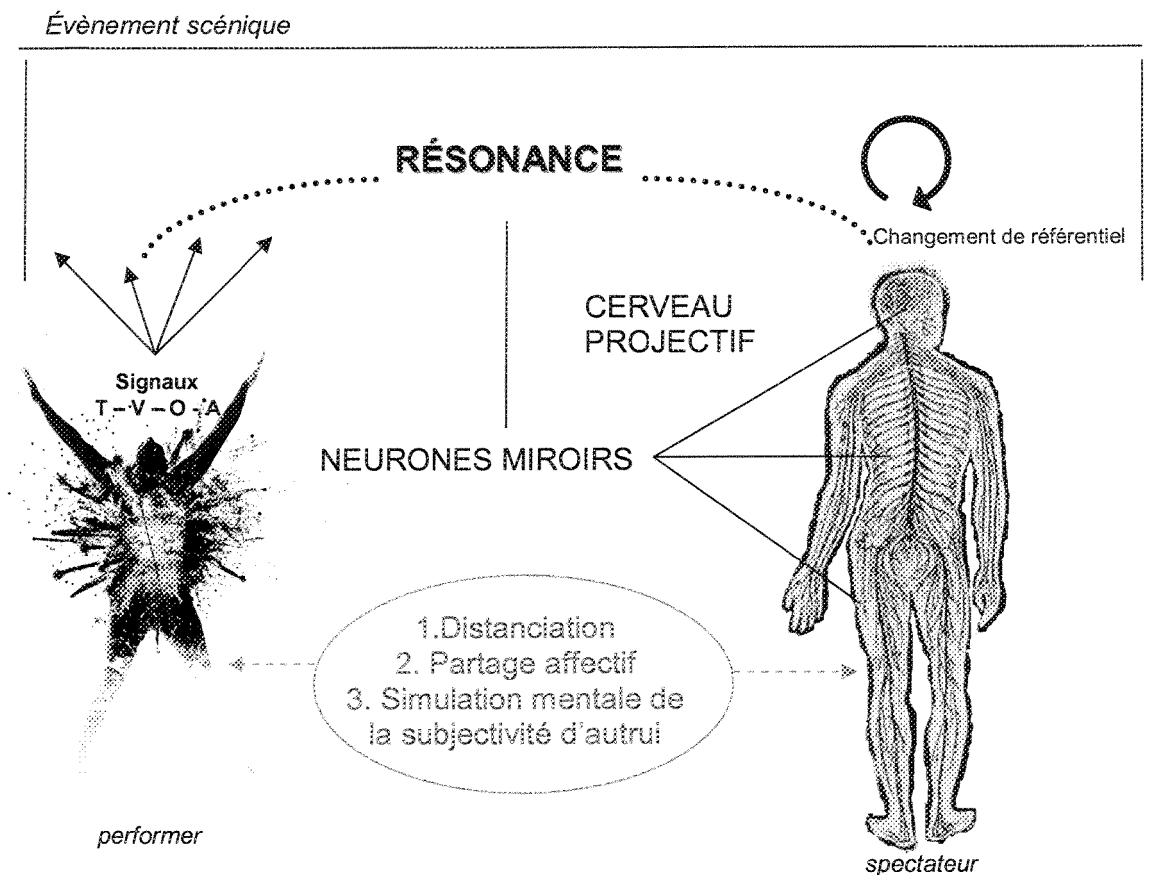 Évènement scénique
RÉSONANCE
Changement de référentiel
CERVEAU
PROJECTIF
Signaux
T – V – O - A
NEURONES MIROIRS
1.Distanciation
2. Partage affectif
3. Simulation mentale de
la subjectivité d'autrui
performer
spectateur